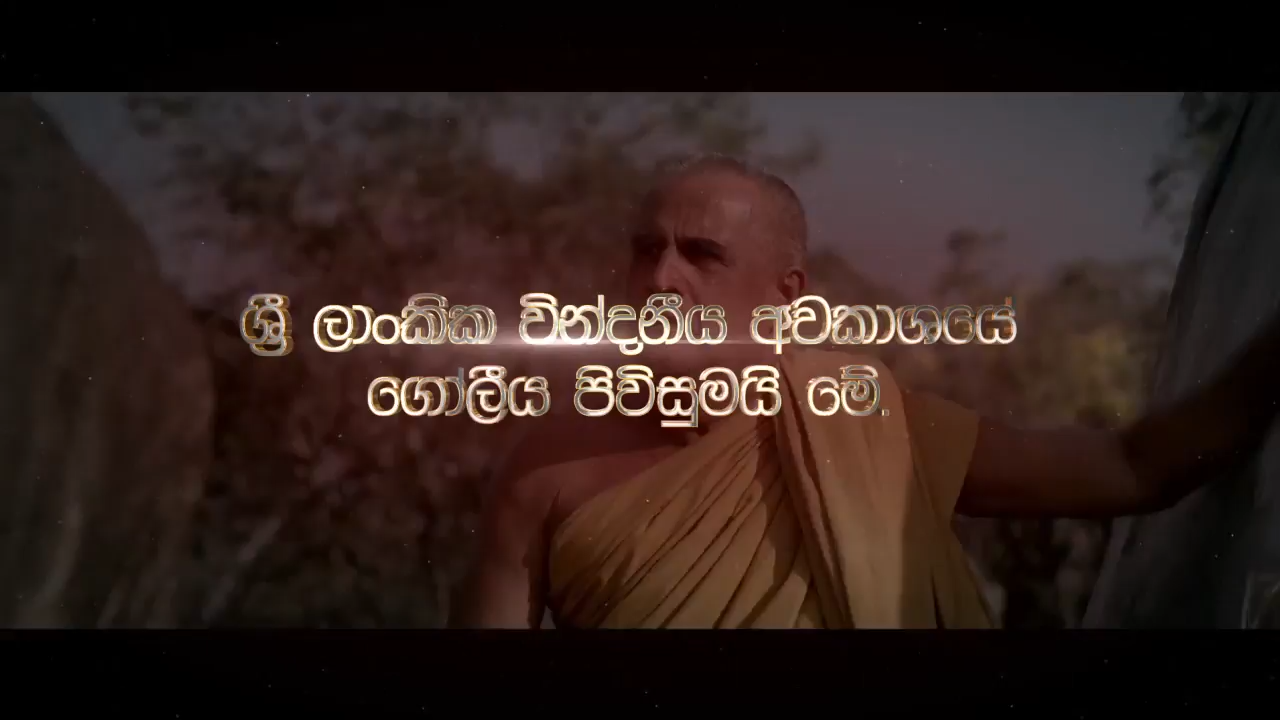 ශ්‍රී ලාංකික වින්දනීය අවකාශයේ
ගෝලීය පිවිසුමයි මේ.